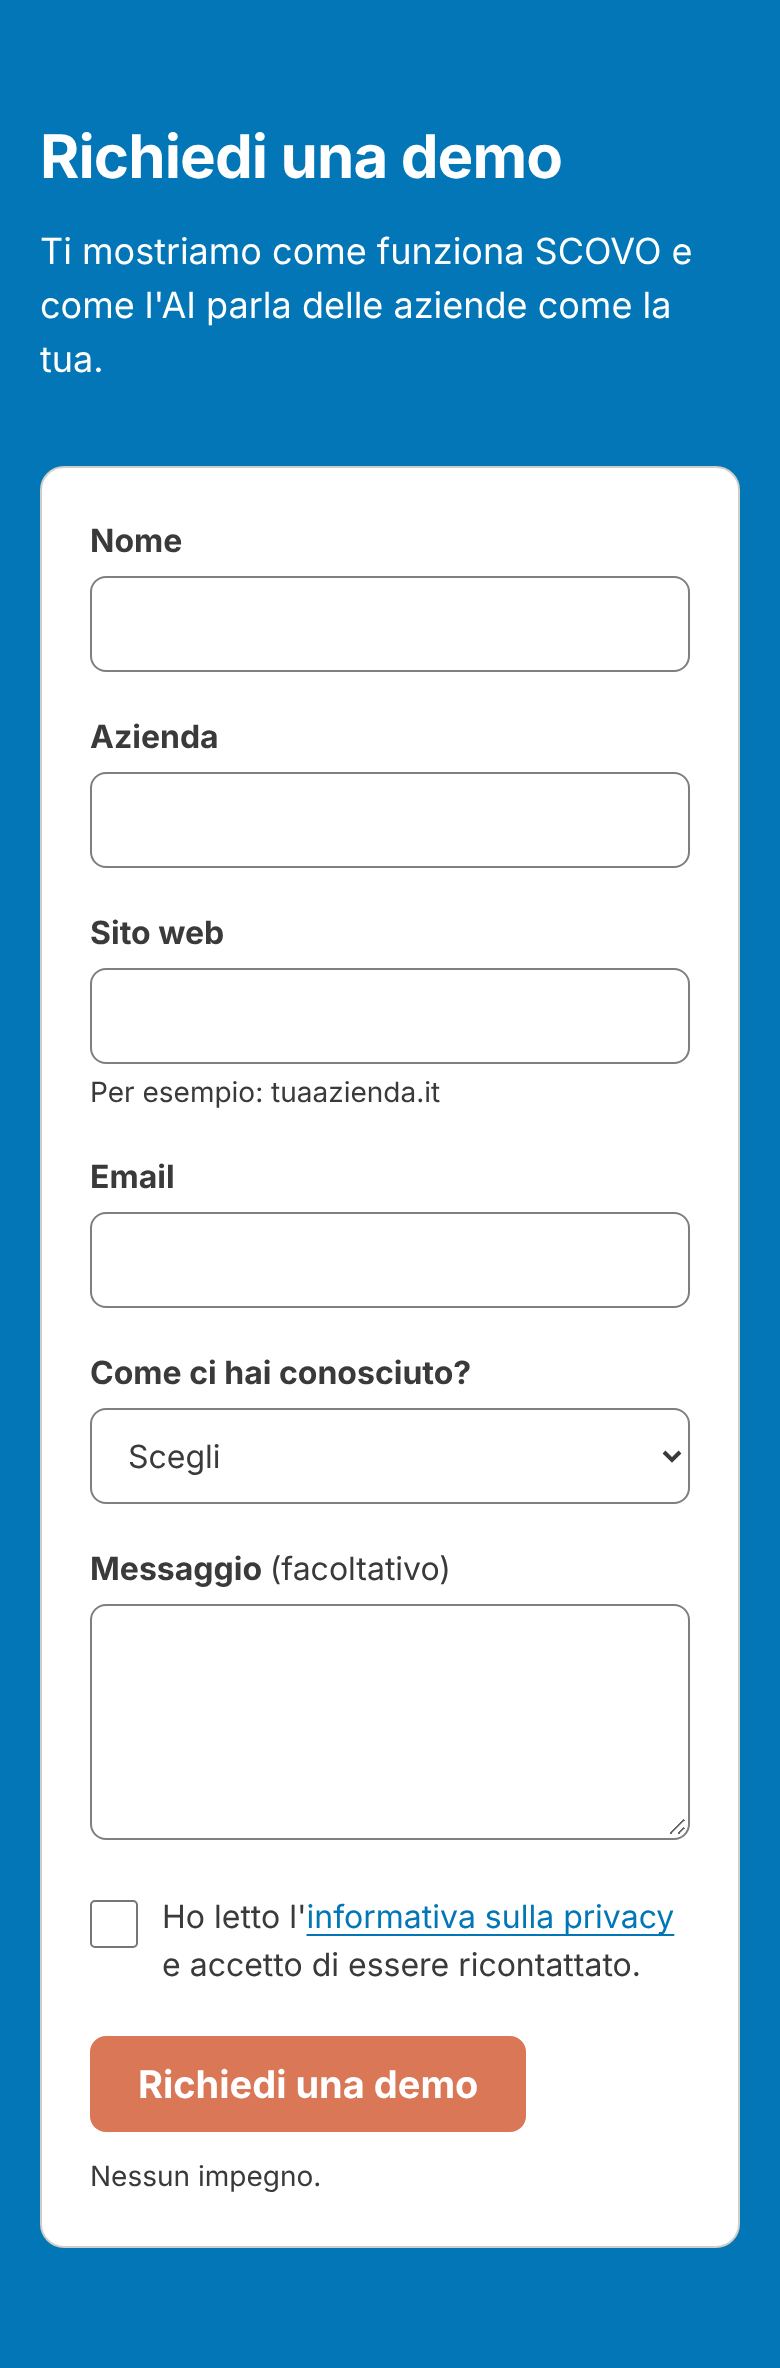 Richiedi una demo
Ti mostriamo come funziona SCOVO e
come l'AI parla delle aziende come la
tua.
Nome
Azienda
Sito web
Per esempio: tuaazienda.it
Email
Come ci hai conosciuto?
Scegli
Messaggio (facoltativo)
Ho letto l'informativa sulla privacy
e accetto di essere ricontattato.
Richiedi una demo
Nessun impegno.